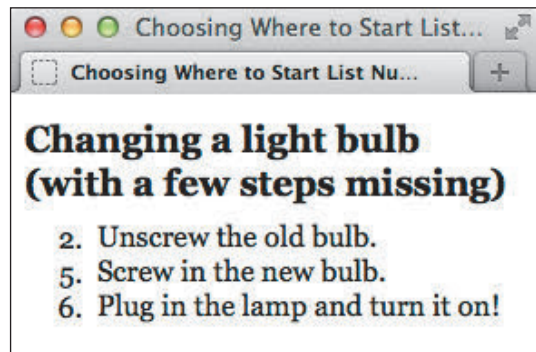 Choosing Where to Start List...
Choosing Where to Start List Nu...
+
Changing a light bulb
(with a few steps missing)
2. Unscrew the old bulb.
5. Screw in the new bulb.
6. Plug in the lamp and turn it on!